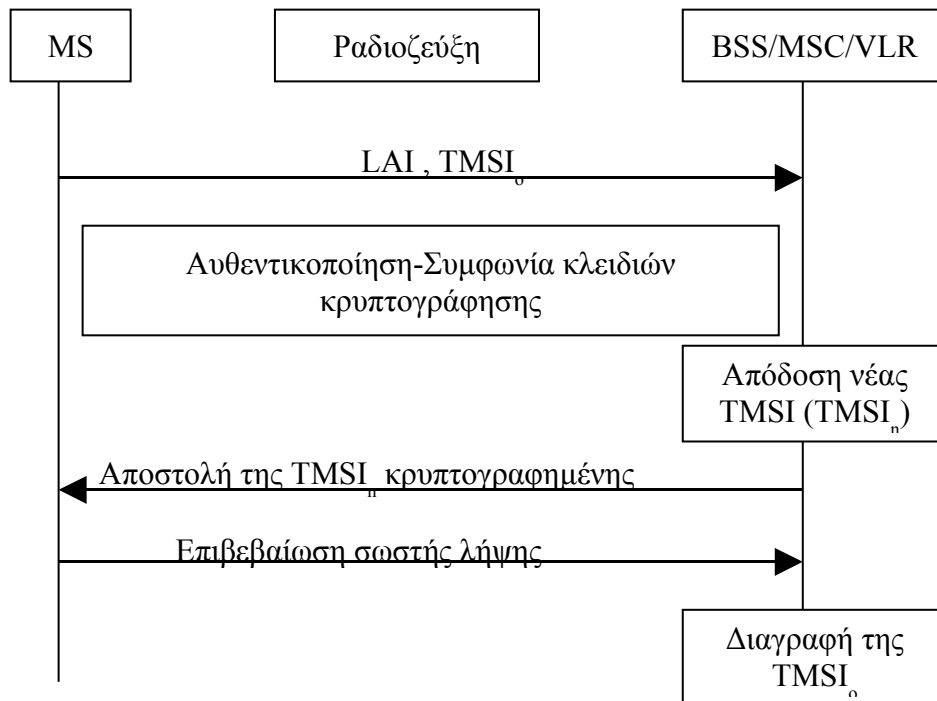 MS
Ραδιοζεύξη
BSS/MSC/VLR
LAI , TMSIo
Αυθεντικοποίηση-Συμφωνία κλειδιών
κρυπτογράφησης
Απόδοση νέας
TMSI (TMSIn)
Αποστολή της TMSIn κρυπτογραφημένης
Επιβεβαίωση σωστής λήψης
Διαγραφή της
TMSIo